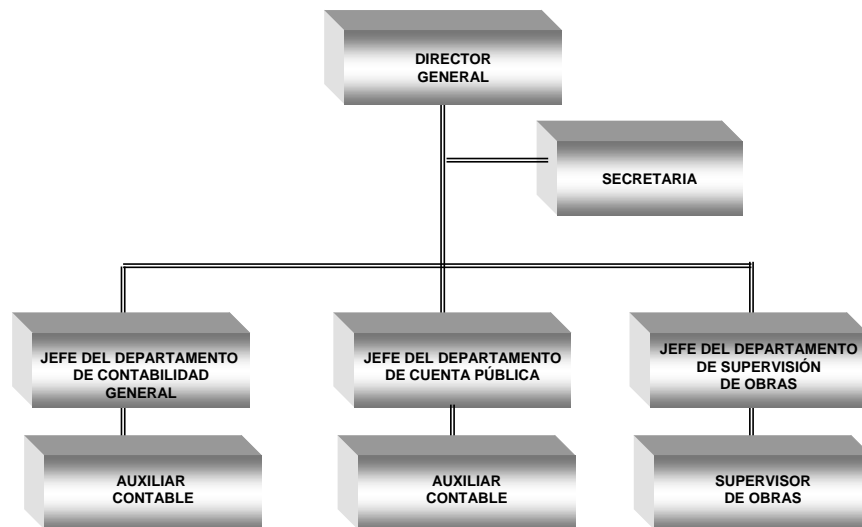 DIRECTOR
GENERAL
SECRETARIA
JEFE DEL DEPARTAMENTO
DE CONTABILIDAD
GENERAL
JEFE DEL DEPARTAMENTO
DE CUENTA PÚBLICA
JEFE DEL DEPARTAMENTO
DE SUPERVISIÓN
DE OBRAS
AUXILIAR
CONTABLE
AUXILIAR
CONTABLE
SUPERVISOR
DE OBRAS